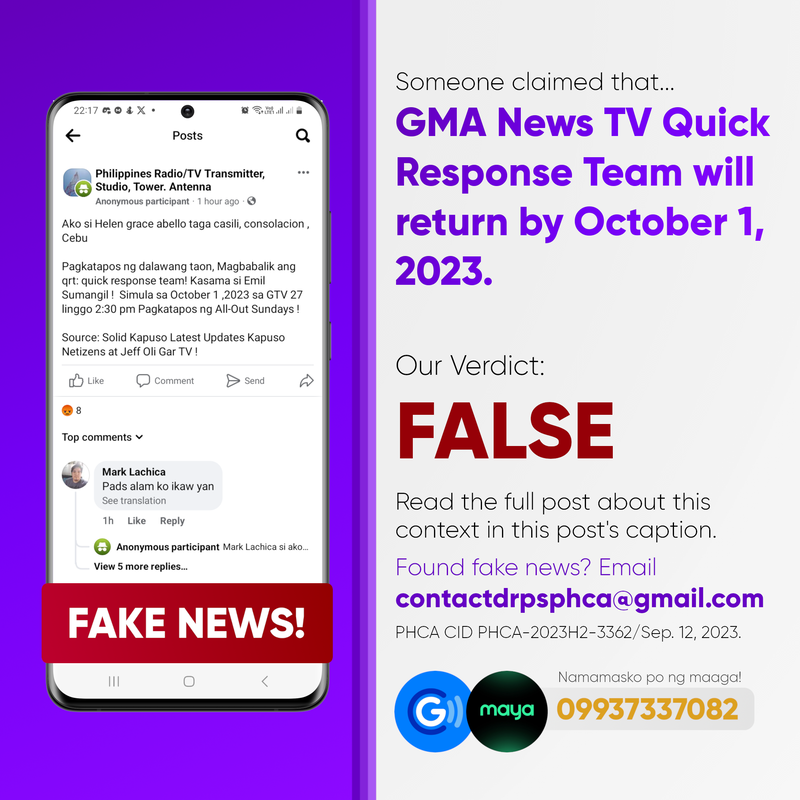 22:17
Posts
Philippines Radio/TV Transmitter,
Studio, Tower. Antenna
Anonymous participant · 1 hour ago ·
Ako si Helen grace abello taga casili, consolacion ,
Cebu
Pagkatapos ng dalawang taon, Magbabalik ang
qrt: quick response team! Kasama si Emil
Sumangil ! Simula sa October 1 ,2023 sa GTV 27
linggo 2:30 pm Pagkatapos ng All-Out Sundays !
Source: Solid Kapuso Latest Updates Kapuso
Netizens at Jeff Oli Gar TV !
Like Comment Send
8
Top comments
Mark Lachica
Pads alam ko ikaw yan
See translation
1h Like Reply
Anonymous participant Mark Lachica si ako...
View 5 more replies...
FAKE NEWS!
Someone claimed that...
GMA News TV Quick
Response Team will
return by October 1,
2023.
Our Verdict:
FALSE
Read the full post about this
context in this post's caption.
Found fake news? Email
contactdrpsphca@gmail.com
PHCA CID PHCA-2023H2-3362/Sep. 12, 2023.
G
maya
Namamasko po ng maaga!
09937337082